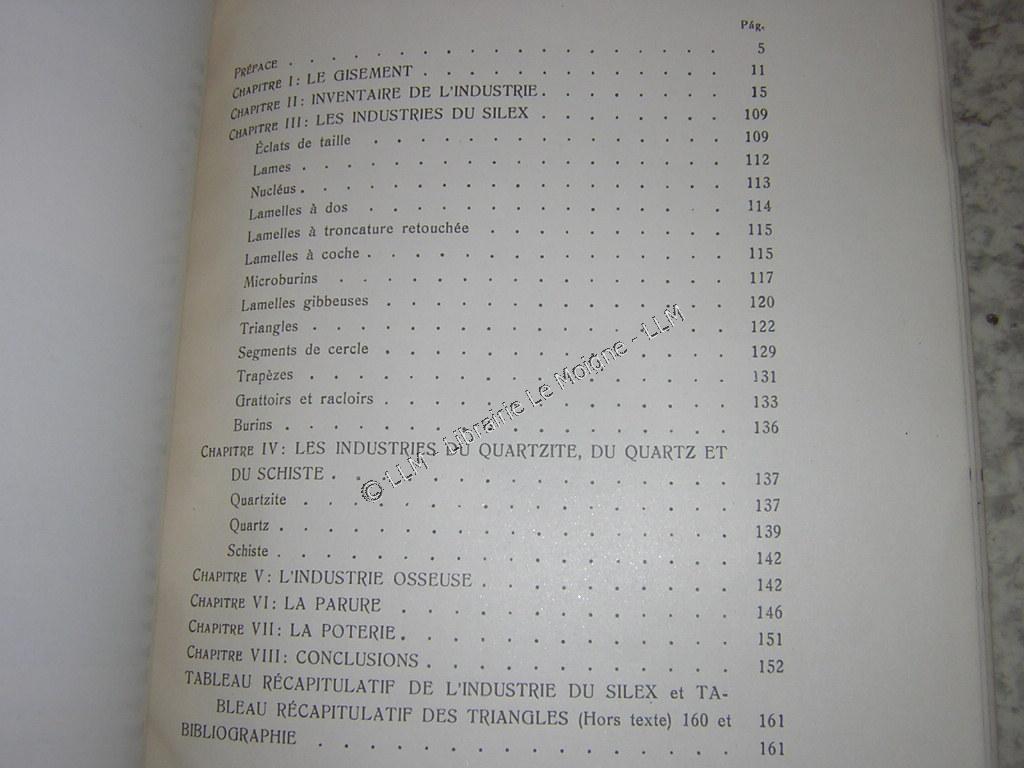 Pág.
PRÉFACE . . . . . . . . . . . . . . . . . . 5
CHAPITRE I: LE GISEMENT . . . . . . . . . . . . . 11
CHAPITRE II: INVENTAIRE DE L'INDUSTRIE . . . . . . . . 15
CHAPITRE III: LES INDUSTRIES DU SILEX . . . . . . . . 109
Éclats de taille . . . . . . . . . . . . . . . 109
Lames . . . . . . . . . . . . . . . . . . 112
Nucléus . . . . . . . . . . . . . . . . . . 113
Lamelles à dos . . . . . . . . . . . . . . . 114
Lamelles à troncature retouchée . . . . . . . . . . 115
Lamelles à coche . . . . . . . . . . . . . . . 115
Microburins . . . . . . . . . . . . . . . . 117
Lamelles gibbeuses . . . . . . . . . . . . . . 120
Triangles . . . . . . . . . . . . . . . . . 122
Segments de cercle . . . . . . . . . . . . . . 129
Trapèzes . . . . . . . . . . . . . . . . . 131
Grattoirs et racloirs . . . . . . . . . . . . . . 133
Burins . . . . . . . . . . . . . . . . . . 136
CHAPITRE IV: LES INDUSTRIES DU QUARTZITE, DU QUARTZ ET
DU SCHISTE . . . . . . . . . . . . . . . . 137
Quartzite . . . . . . . . . . . . . . . . . 137
Quartz . . . . . . . . . . . . . . . . . . 139
Schiste . . . . . . . . . . . . . . . . . . 142
CHAPITRE V: L'INDUSTRIE OSSEUSE . . . . . . . . . . 142
CHAPITRE VI: LA PARURE . . . . . . . . . . . . . 146
CHAPITRE VII: LA POTERIE . . . . . . . . . . . . . 151
CHAPITRE VIII: CONCLUSIONS . . . . . . . . . . . . 152
TABLEAU RÉCAPITULATIF DE L'INDUSTRIE DU SILEX et TA-
BLEAU RÉCAPITULATIF DES TRIANGLES (Hors texte) 160 et 161
BIBLIOGRAPHIE . . . . . . . . . . . . . . . . 161
© LLM - Librairie Le Moigne - LLM